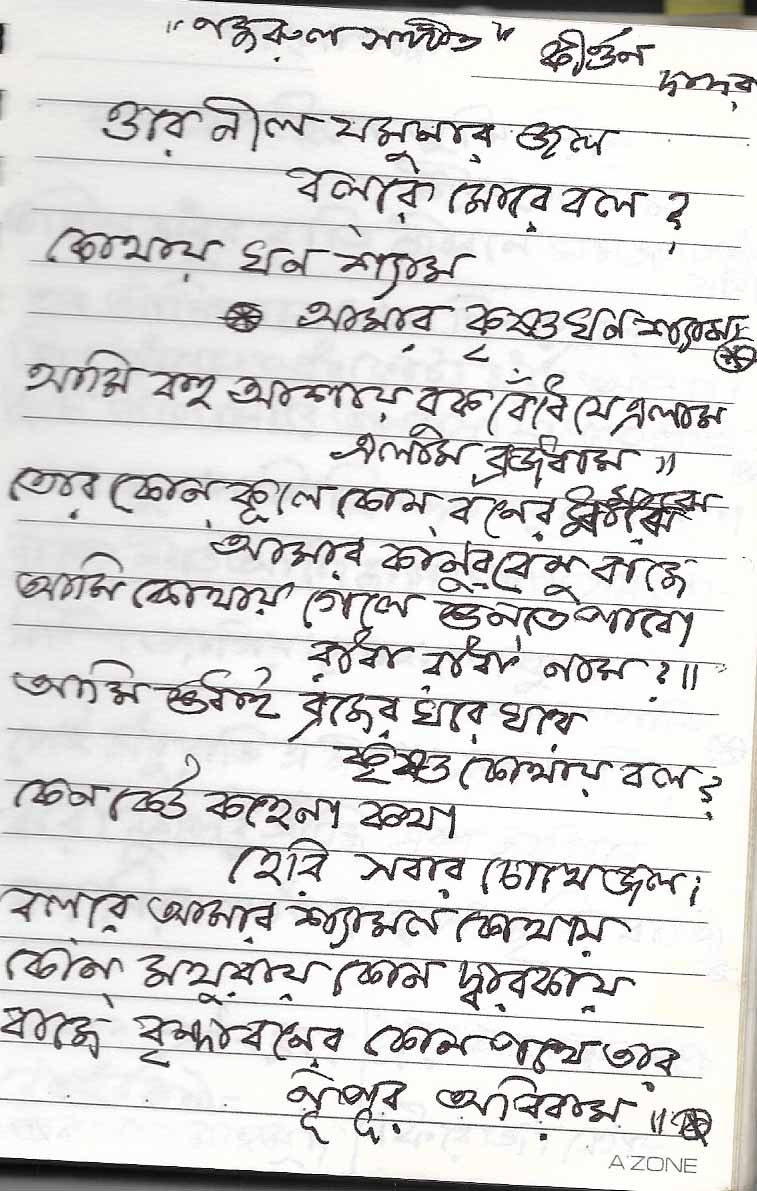 "নজরুল সঙ্গীত" কীর্ত্তন দাদরা
ওরে নীল যমুনার জল
বলরে মোরে বল ?
কোথায় ঘন শ্যাম
আমার কৃষ্ণ ঘন শ্যাম
আমি বহু আশায় বুক বেঁধে যে এলাম
এলাম ব্রজধাম ॥
তোর কোন্ কূলে কোন্ বনের মাঝে
আমার কানুর বেনু বাজে
আমি কোথায় গেলে শুনতে পাবো
রাধা রাধা নাম ? ॥
আমি শুধাই ব্রজের ঘরে ঘরে
কৃষ্ণ কোথায় বল ?
কেন কেউ কহেনা কথা
হেরি সবার চোখে জল।
বলরে আমার শ্যামল কোথায়
কোন্ মথুরায় কোন দ্বারকায়
বাজে বৃন্দাবনের কোন পথে তার
নূপুর অবিরাম ॥
A'ZONE